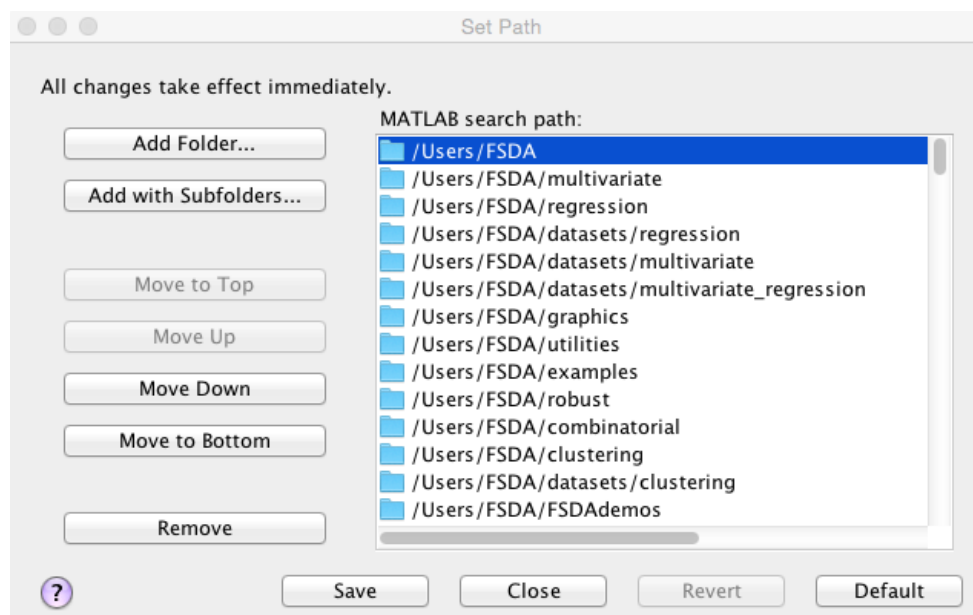 Set Path
All changes take effect immediately.
MATLAB search path:
Add Folder...
Add with Subfolders...
Move to Top
Move Up
Move Down
Move to Bottom
Remove
/Users/FSDA
/Users/FSDA/multivariate
/Users/FSDA/regression
/Users/FSDA/datasets/regression
/Users/FSDA/datasets/multivariate
/Users/FSDA/datasets/multivariate_regression
/Users/FSDA/graphics
/Users/FSDA/utilities
/Users/FSDA/examples
/Users/FSDA/robust
/Users/FSDA/combinatorial
/Users/FSDA/clustering
/Users/FSDA/datasets/clustering
/Users/FSDA/FSDAdemos
?
Save
Close
Revert
Default